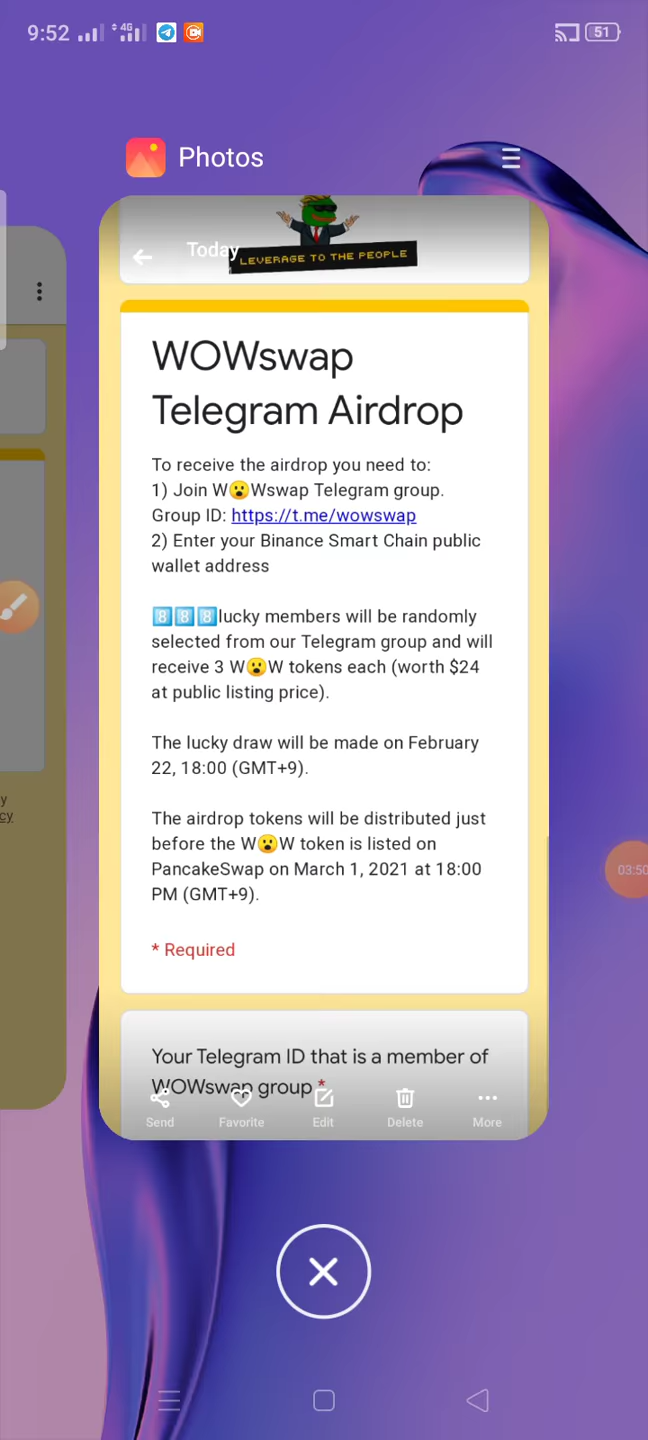 9:52
4G
51
Photos
Today
LEVERAGE TO THE PEOPLE
WOWswap
Telegram Airdrop
To receive the airdrop you need to:
1) Join W😮Wswap Telegram group.
Group ID: https://t.me/wowswap
2) Enter your Binance Smart Chain public
wallet address
8️⃣8️⃣8️⃣lucky members will be randomly
selected from our Telegram group and will
receive 3 W😮W tokens each (worth $24
at public listing price).
The lucky draw will be made on February
22, 18:00 (GMT+9).
The airdrop tokens will be distributed just
before the W😮W token is listed on
PancakeSwap on March 1, 2021 at 18:00
PM (GMT+9).
* Required
Your Telegram ID that is a member of
WOWswap group *
Send Favorite Edit Delete More
y
cy
03:50